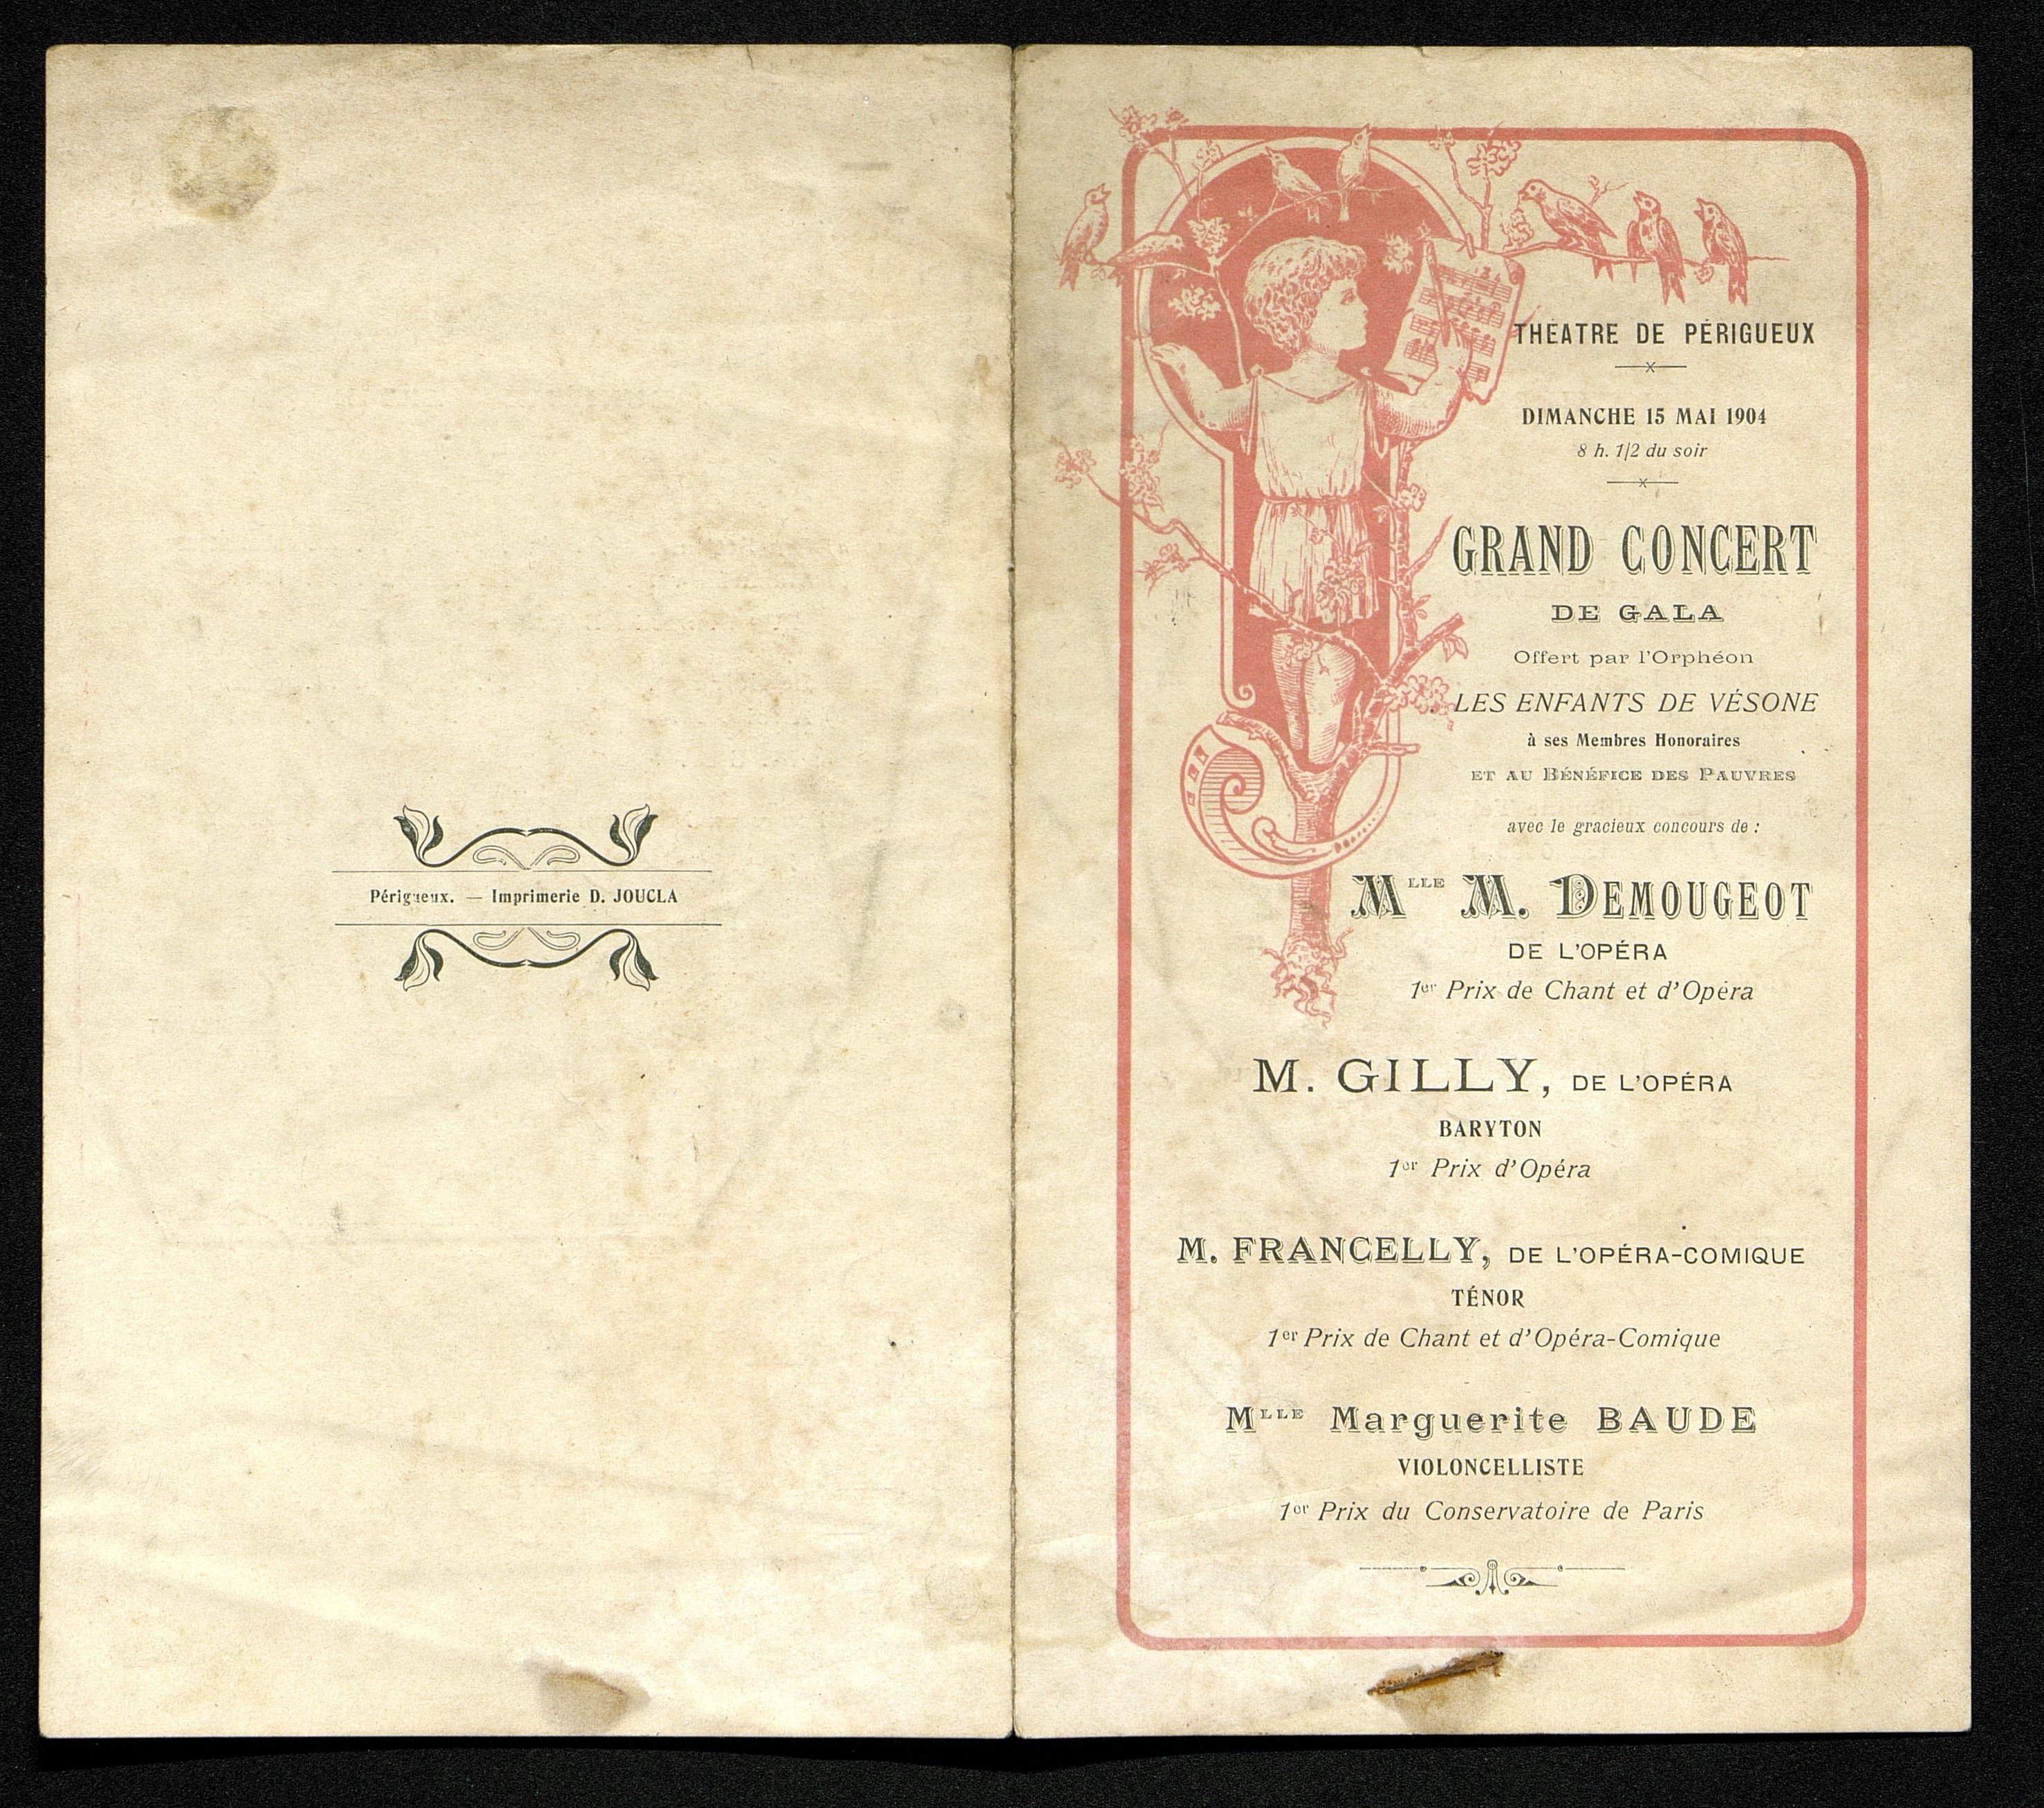 Périgueux. — Imprimerie D. JOUCLA
THÉATRE DE PÉRIGUEUX
DIMANCHE 15 MAI 1904
8 h. 1/2 du soir
GRAND CONCERT
DE GALA
Offert par l'Orphéon
LES ENFANTS DE VÉSONE
à ses Membres Honoraires
ET AU BÉNÉFICE DES PAUVRES
avec le gracieux concours de :
MLLE M. DEMOUGEOT
DE L'OPÉRA
1er Prix de Chant et d'Opéra
M. GILLY, DE L'OPÉRA
BARYTON
1er Prix d'Opéra
M. FRANCELLY, DE L'OPÉRA-COMIQUE
TÉNOR
1er Prix de Chant et d'Opéra-Comique
MLLE Marguerite BAUDE
VIOLONCELLISTE
1er Prix du Conservatoire de Paris